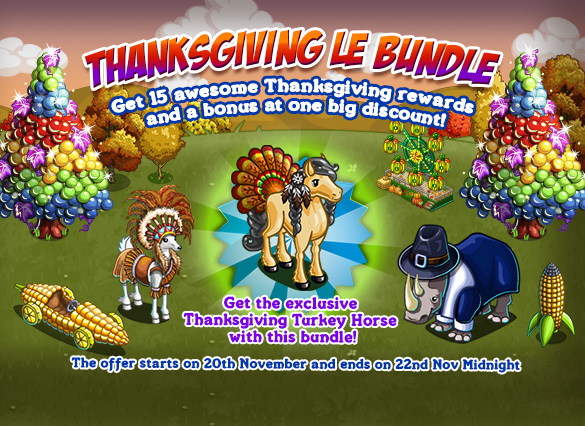 THANKSGIVING LE BUNDLE
Get 15 awesome Thanksgiving rewards
and a bonus at one big discount!
Get the exclusive
Thanksgiving Turkey Horse
with this bundle!
The offer starts on 20th November and ends on 22nd Nov Midnight